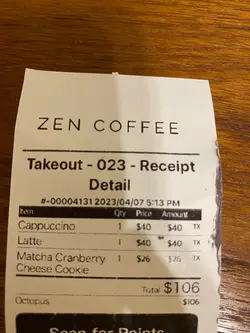 ZEN COFFEE
Takeout - 023 - Receipt
Detail
#-00004131 2023/04/07 5:13 PM
Item Qty Price Amount
Cappuccino 1 $40 $40 TX
Latte 1 $40 $40 TX
Matcha Cranberry 1 $26 $26 TX
Cheese Cookie
Total $106
Octopus $106
Scan for Points